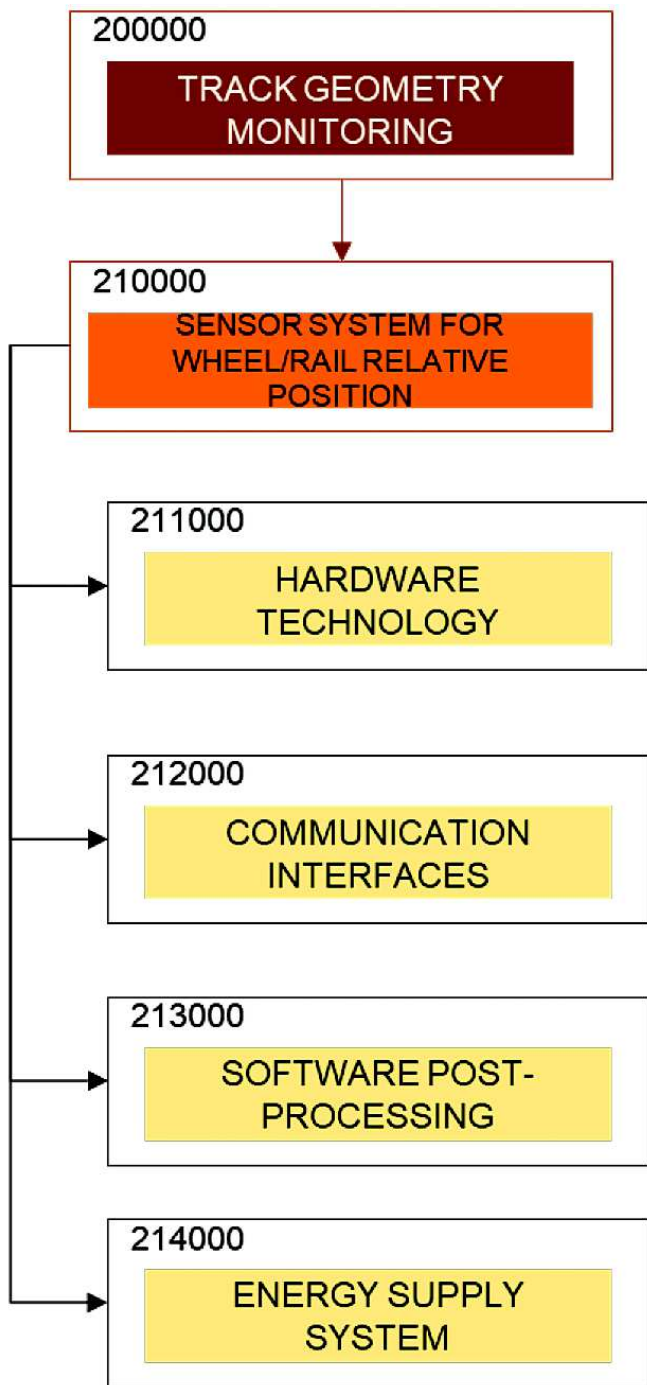 200000
TRACK GEOMETRY
MONITORING
210000
SENSOR SYSTEM FOR
WHEEL/RAIL RELATIVE
POSITION
211000
HARDWARE
TECHNOLOGY
212000
COMMUNICATION
INTERFACES
213000
SOFTWARE POST-
PROCESSING
214000
ENERGY SUPPLY
SYSTEM